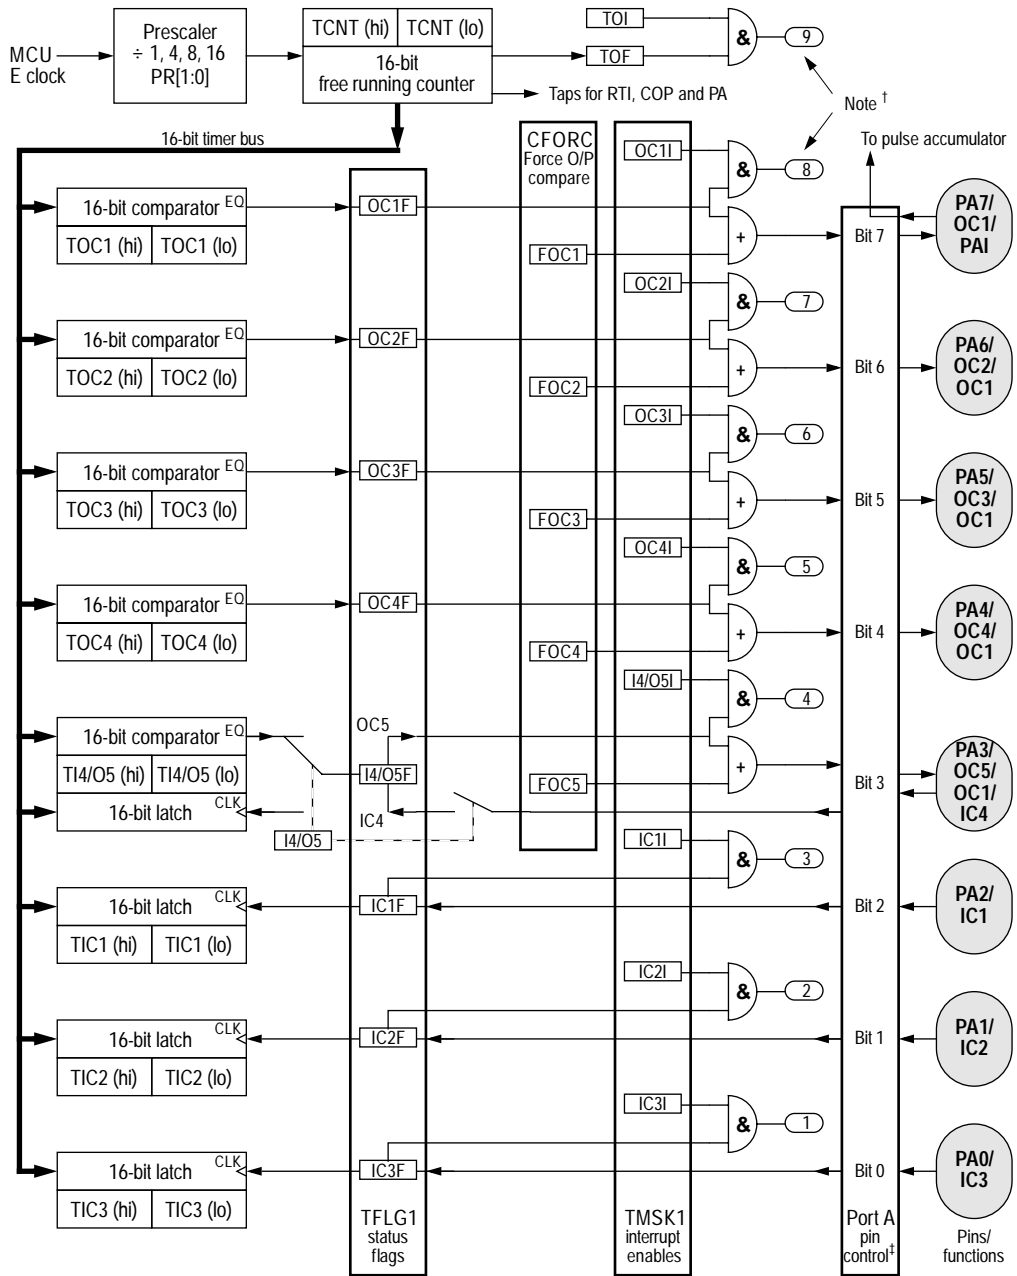 MCU
E clock
Prescaler
÷ 1, 4, 8, 16
PR[1:0]
TCNT (hi) TCNT (lo)
16-bit
free running counter
TOI
TOF
&
9
Taps for RTI, COP and PA
Note †
16-bit timer bus
CFORC
Force O/P
compare
OC1I
&
8
To pulse accumulator
16-bit comparator EQ
TOC1 (hi) TOC1 (lo)
OC1F
FOC1
+
Bit 7
PA7/
OC1/
PAI
OC2I
&
7
16-bit comparator EQ
TOC2 (hi) TOC2 (lo)
OC2F
FOC2
+
Bit 6
PA6/
OC2/
OC1
OC3I
&
6
16-bit comparator EQ
TOC3 (hi) TOC3 (lo)
OC3F
FOC3
+
Bit 5
PA5/
OC3/
OC1
OC4I
&
5
16-bit comparator EQ
TOC4 (hi) TOC4 (lo)
OC4F
FOC4
+
Bit 4
PA4/
OC4/
OC1
I4/O5I
&
4
16-bit comparator EQ
TI4/O5 (hi) TI4/O5 (lo)
16-bit latch CLK
OC5
I4/O5F
IC4
I4/O5
FOC5
+
Bit 3
PA3/
OC5/
OC1/
IC4
IC1I
&
3
16-bit latch CLK
TIC1 (hi) TIC1 (lo)
IC1F
Bit 2
PA2/
IC1
IC2I
&
2
16-bit latch CLK
TIC2 (hi) TIC2 (lo)
IC2F
Bit 1
PA1/
IC2
IC3I
&
1
16-bit latch CLK
TIC3 (hi) TIC3 (lo)
IC3F
Bit 0
PA0/
IC3
TFLG1
status
flags
TMSK1
interrupt
enables
Port A
pin
control‡
Pins/
functions